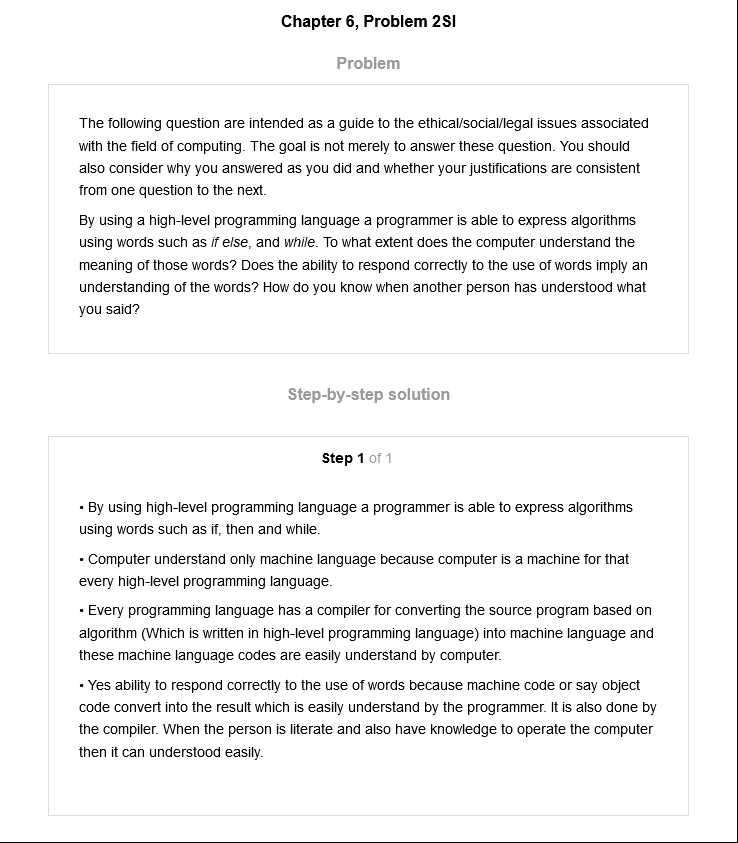 Chapter 6, Problem 2SI
Problem
The following question are intended as a guide to the ethical/social/legal issues associated
with the field of computing. The goal is not merely to answer these question. You should
also consider why you answered as you did and whether your justifications are consistent
from one question to the next.
By using a high-level programming language a programmer is able to express algorithms
using words such as if else, and while. To what extent does the computer understand the
meaning of those words? Does the ability to respond correctly to the use of words imply an
understanding of the words? How do you know when another person has understood what
you said?
Step-by-step solution
Step 1 of 1
• By using high-level programming language a programmer is able to express algorithms
using words such as if, then and while.
• Computer understand only machine language because computer is a machine for that
every high-level programming language.
• Every programming language has a compiler for converting the source program based on
algorithm (Which is written in high-level programming language) into machine language and
these machine language codes are easily understand by computer.
• Yes ability to respond correctly to the use of words because machine code or say object
code convert into the result which is easily understand by the programmer. It is also done by
the compiler. When the person is literate and also have knowledge to operate the computer
then it can understood easily.